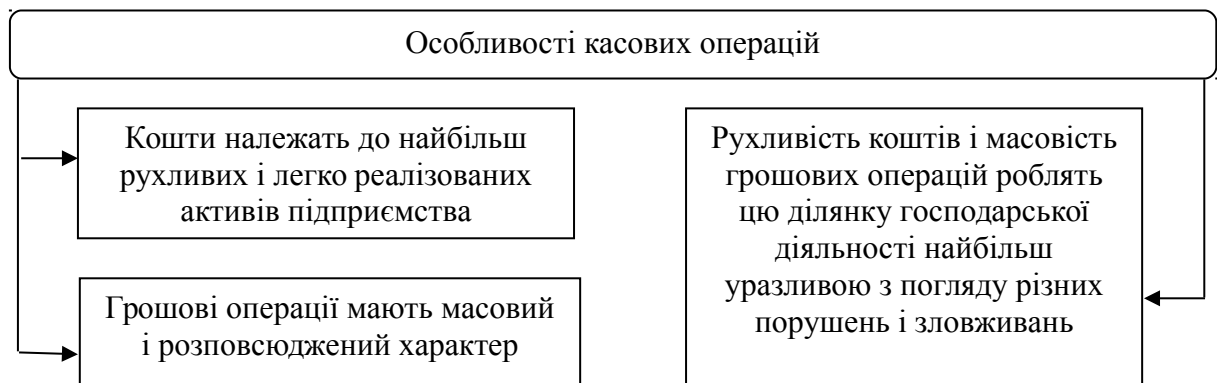 Особливості касових операцій
Кошти належать до найбільш
рухливих і легко реалізованих
активів підприємства
Грошові операції мають масовий
і розповсюджений характер
Рухливість коштів і масовість
грошових операцій роблять
цю ділянку господарської
діяльності найбільш
уразливою з погляду різних
порушень і зловживань